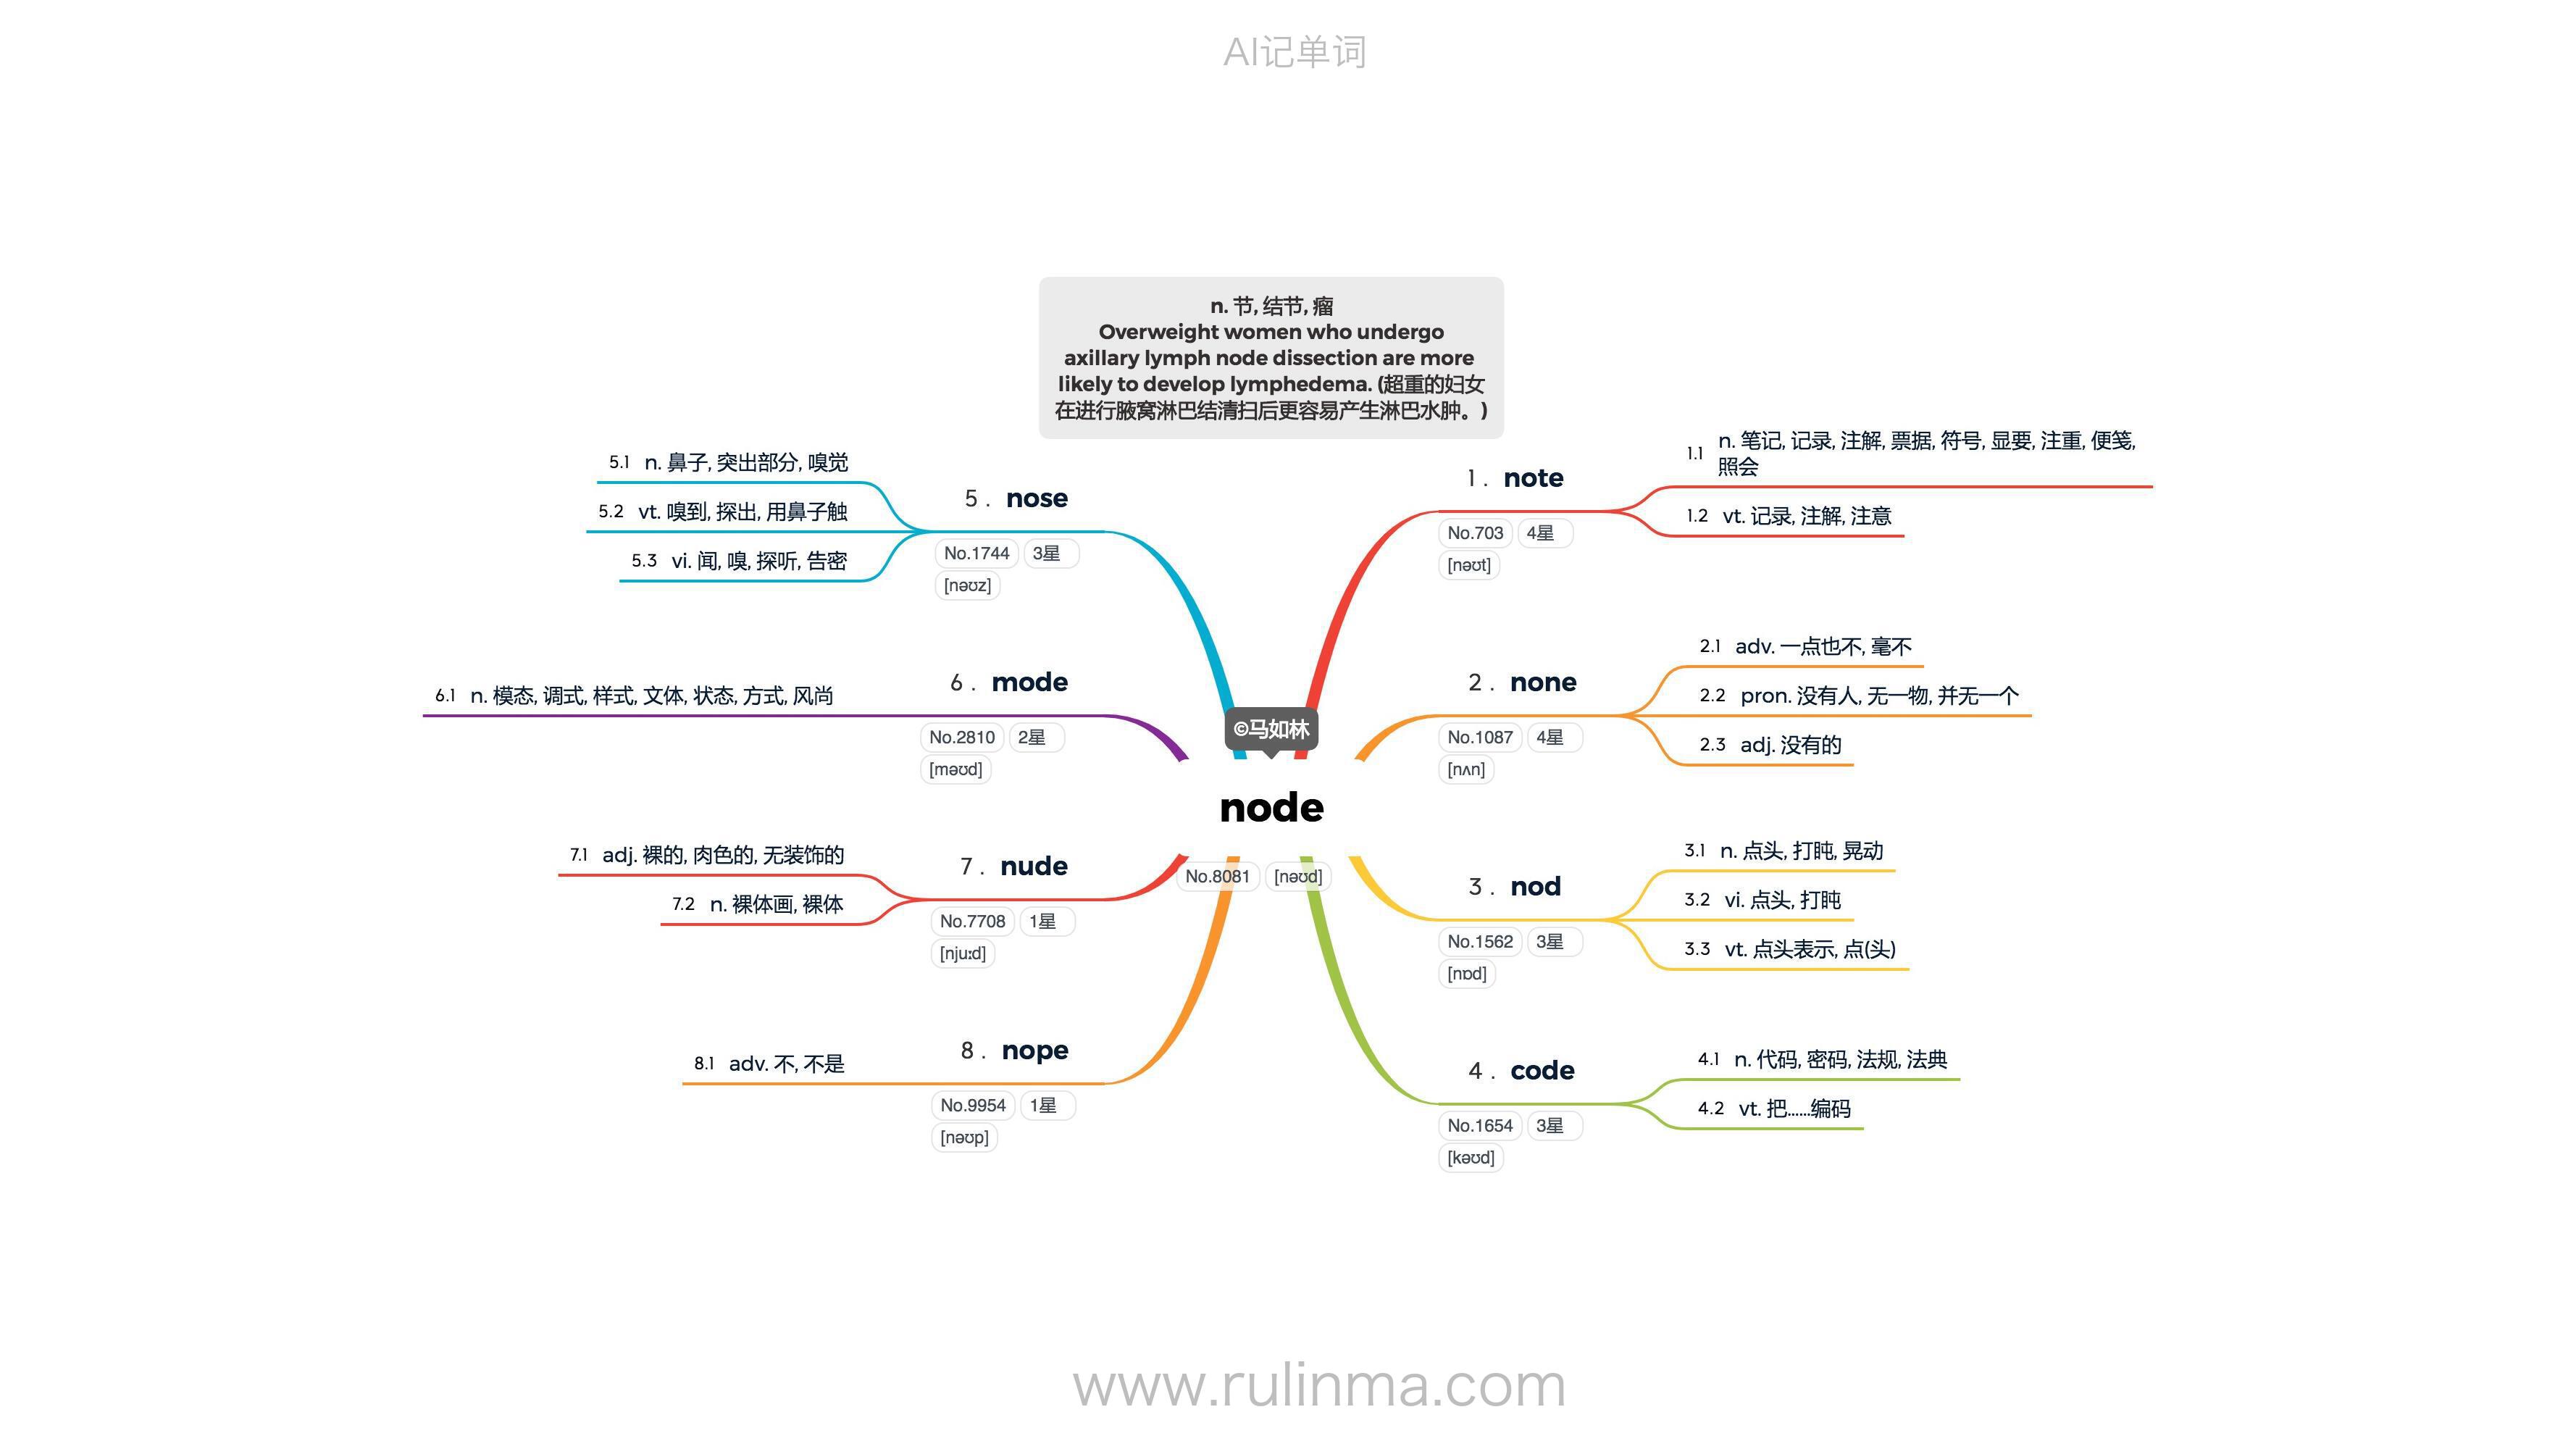 AI记单词
n. 节, 结节, 瘤
Overweight women who undergo
axillary lymph node dissection are more
likely to develop lymphedema. (超重的妇女
在进行腋窝淋巴结清扫后更容易产生淋巴水肿。)
©马如林
node
No.8081 [nəʊd]
1. note
No.703 4星
[nəʊt]
1.1 n. 笔记, 记录, 注解, 票据, 符号, 显要, 注重, 便笺,
照会
1.2 vt. 记录, 注解, 注意
2. none
No.1087 4星
[nʌn]
2.1 adv. 一点也不, 毫不
2.2 pron. 没有人, 无一物, 并无一个
2.3 adj. 没有的
3. nod
No.1562 3星
[nɒd]
3.1 n. 点头, 打盹, 晃动
3.2 vi. 点头, 打盹
3.3 vt. 点头表示, 点(头)
4. code
No.1654 3星
[kəʊd]
4.1 n. 代码, 密码, 法规, 法典
4.2 vt. 把......编码
5. nose
No.1744 3星
[nəʊz]
5.1 n. 鼻子, 突出部分, 嗅觉
5.2 vt. 嗅到, 探出, 用鼻子触
5.3 vi. 闻, 嗅, 探听, 告密
6. mode
No.2810 2星
[məʊd]
6.1 n. 模态, 调式, 样式, 文体, 状态, 方式, 风尚
7. nude
No.7708 1星
[njuːd]
7.1 adj. 裸的, 肉色的, 无装饰的
7.2 n. 裸体画, 裸体
8. nope
No.9954 1星
[nəʊp]
8.1 adv. 不, 不是
www.rulinma.com